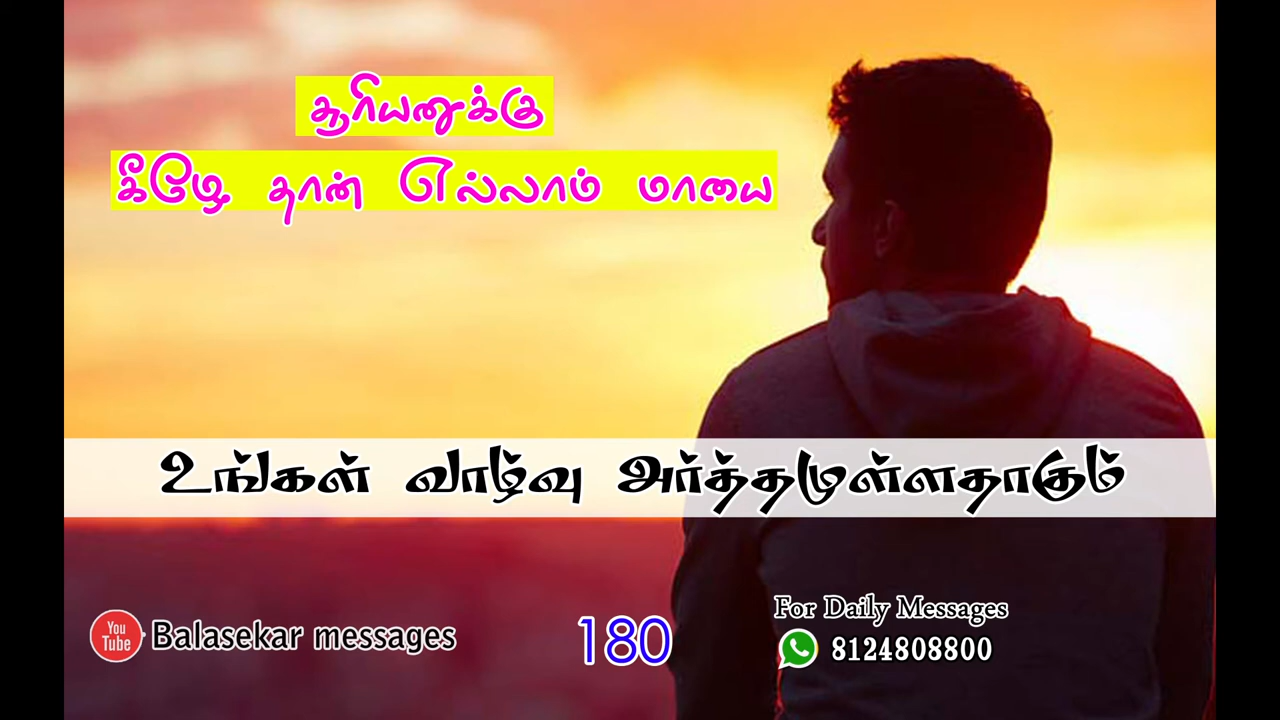 சூரியனுக்கு
கீழே தான் எல்லாம் மாயை
உங்கள் வாழ்வு அர்த்தமுள்ளதாகும்
You
Tube
Balasekar messages
180
For Daily Messages
8124808800